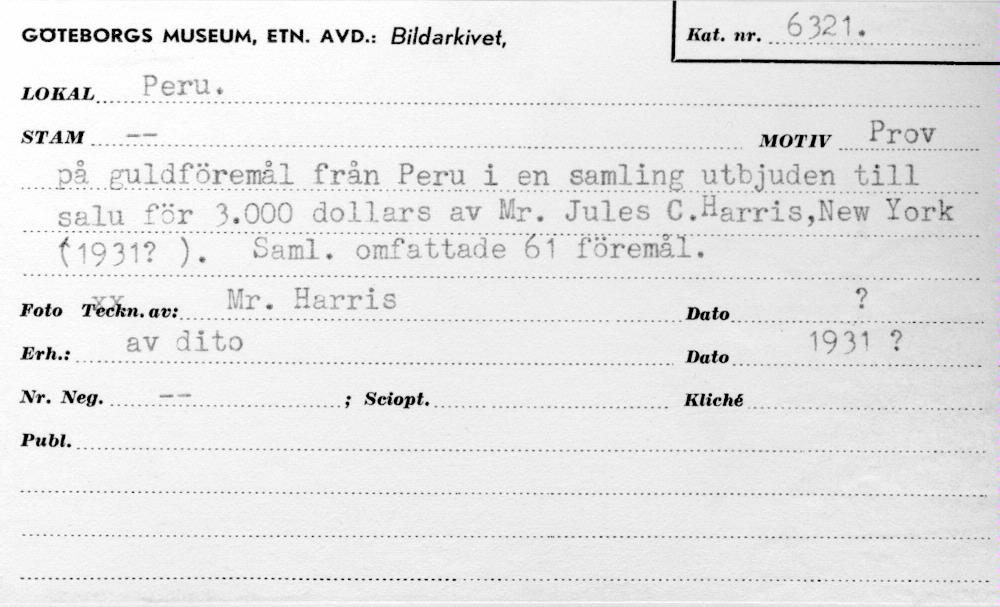 GÖTEBORGS MUSEUM, ETN. AVD.: Bildarkivet, Kat. nr. 6321.
LOKAL Peru.
STAM -- MOTIV Prov
på guldföremål från Peru i en samling utbjuden till
salu för 3.000 dollars av Mr. Jules C.Harris,New York
(1931? ). Saml. omfattade 61 föremål.
Foto Teckn. av: Mr. Harris Dato ?
Erh.: av dito Dato 1931 ?
Nr. Neg. -- ; Sciopt. Kliché
Publ.